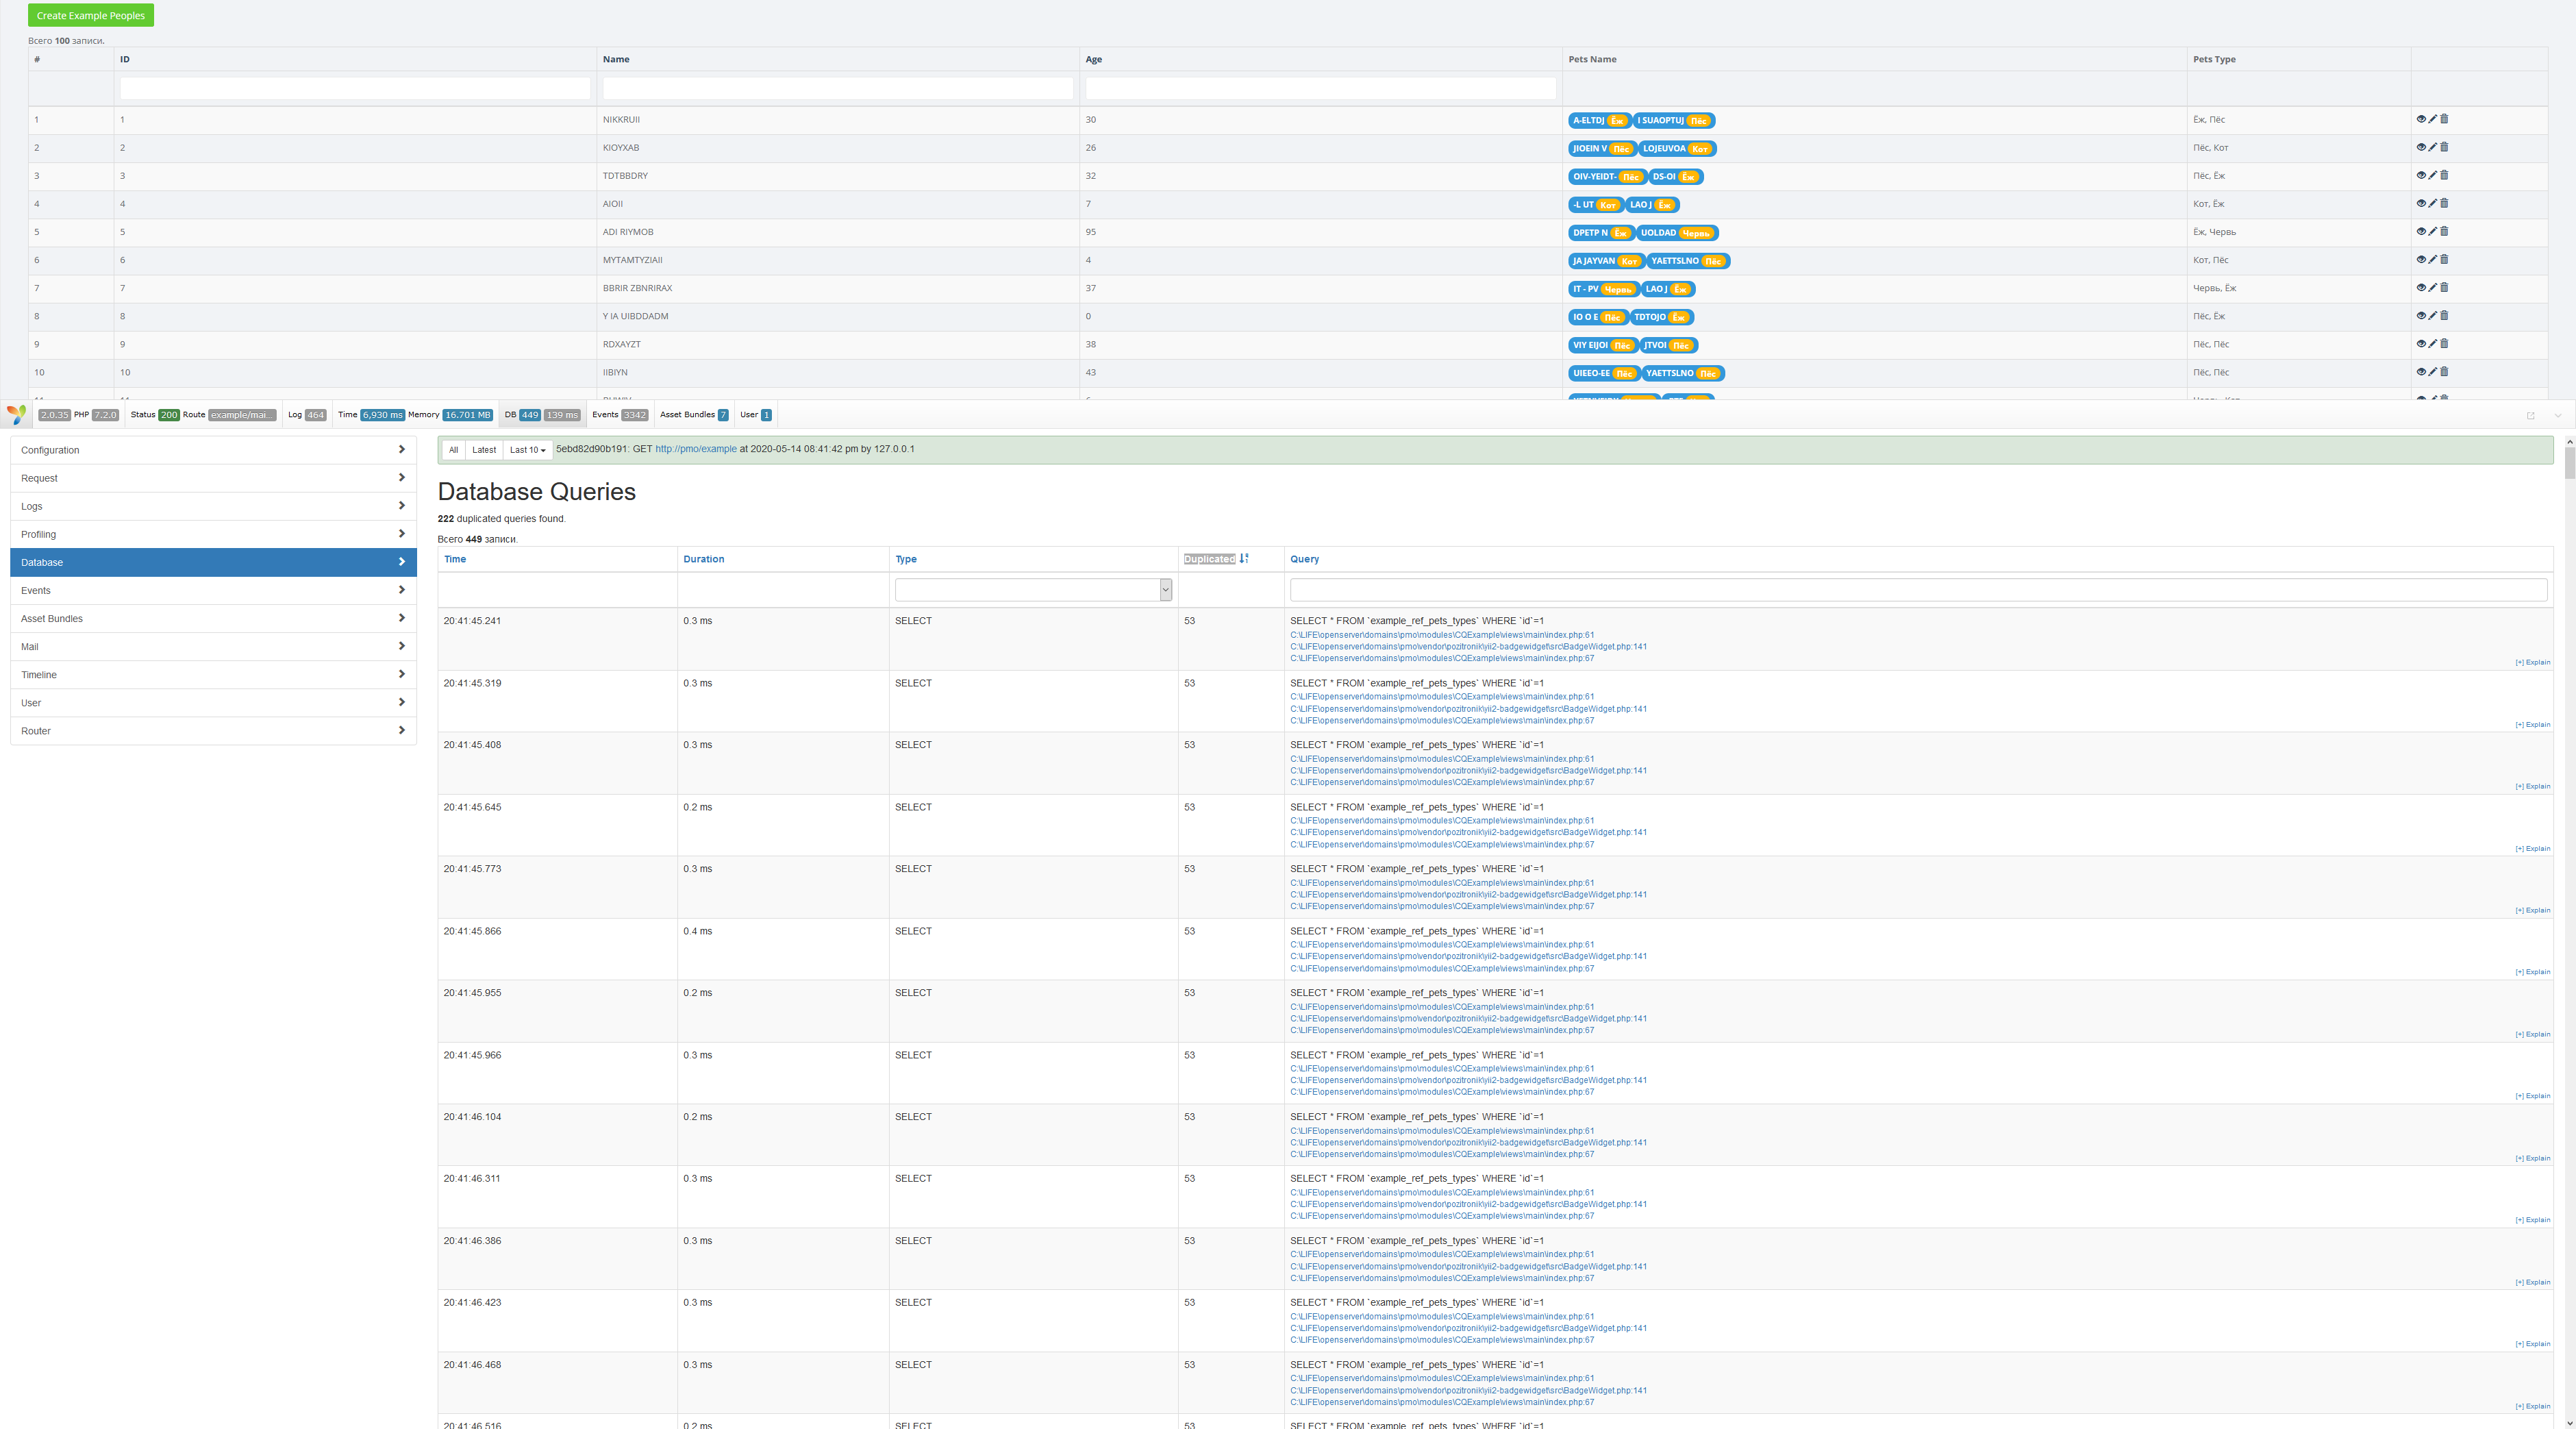 Create Example Peoples
Всего 100 записи.
# ID Name Age Pets Name Pets Type
1 1 NIKKRUII 30 A-ELTDJ Ёж I SUAOPTUJ Пёс Ёж, Пёс
2 2 KIOYXAB 26 JIOEIN V Пёс LOJEUVOA Кот Пёс, Кот
3 3 TDTBBDRY 32 OIV-YEIDT- Пёс DS-OI Ёж Пёс, Ёж
4 4 AIOII 7 -L UT Кот LAO J Ёж Кот, Ёж
5 5 ADI RIYMOB 95 DPETP N Ёж UOLDAD Червь Ёж, Червь
6 6 MYTAMTYZIAII 4 JA JAYVAN Кот YAETTSLNO Пёс Кот, Пёс
7 7 BBRIR ZBNRIRAX 37 IT - PV Червь LAO J Ёж Червь, Ёж
8 8 Y IA UIBDDADM 0 IO O E Пёс TDTOJO Ёж Пёс, Ёж
9 9 RDXAYZT 38 VIY EIJOI Пёс JTVOI Пёс Пёс, Пёс
10 10 IIBIYN 43 UIEEO-EE Пёс YAETTSLNO Пёс Пёс, Пёс
2.0.35 PHP 7.2.0 Status 200 Route example/mai... Log 464 Time 6,930 ms Memory 16.701 MB DB 449 139 ms Events 3342 Asset Bundles 7 User 1
Configuration
Request
Logs
Profiling
Database
Events
Asset Bundles
Mail
Timeline
User
Router
All Latest Last 10 5ebd82d90b191: GET http://pmo/example at 2020-05-14 08:41:42 pm by 127.0.0.1
Database Queries
222 duplicated queries found.
Всего 449 записи.
Time Duration Type Duplicated Query
20:41:45.241 0.3 ms SELECT 53 SELECT * FROM `example_ref_pets_types` WHERE `id`=1
C:\LIFE\openserver\domains\pmo\modules\CQExample\views\main\index.php:61
C:\LIFE\openserver\domains\pmo\vendor\pozitronik\yii2-badgewidget\src\BadgeWidget.php:141
C:\LIFE\openserver\domains\pmo\modules\CQExample\views\main\index.php:67
[+] Explain
20:41:45.319 0.3 ms SELECT 53 SELECT * FROM `example_ref_pets_types` WHERE `id`=1
C:\LIFE\openserver\domains\pmo\modules\CQExample\views\main\index.php:61
C:\LIFE\openserver\domains\pmo\vendor\pozitronik\yii2-badgewidget\src\BadgeWidget.php:141
C:\LIFE\openserver\domains\pmo\modules\CQExample\views\main\index.php:67
[+] Explain
20:41:45.408 0.3 ms SELECT 53 SELECT * FROM `example_ref_pets_types` WHERE `id`=1
C:\LIFE\openserver\domains\pmo\modules\CQExample\views\main\index.php:61
C:\LIFE\openserver\domains\pmo\vendor\pozitronik\yii2-badgewidget\src\BadgeWidget.php:141
C:\LIFE\openserver\domains\pmo\modules\CQExample\views\main\index.php:67
[+] Explain
20:41:45.645 0.2 ms SELECT 53 SELECT * FROM `example_ref_pets_types` WHERE `id`=1
C:\LIFE\openserver\domains\pmo\modules\CQExample\views\main\index.php:61
C:\LIFE\openserver\domains\pmo\vendor\pozitronik\yii2-badgewidget\src\BadgeWidget.php:141
C:\LIFE\openserver\domains\pmo\modules\CQExample\views\main\index.php:67
[+] Explain
20:41:45.773 0.3 ms SELECT 53 SELECT * FROM `example_ref_pets_types` WHERE `id`=1
C:\LIFE\openserver\domains\pmo\modules\CQExample\views\main\index.php:61
C:\LIFE\openserver\domains\pmo\vendor\pozitronik\yii2-badgewidget\src\BadgeWidget.php:141
C:\LIFE\openserver\domains\pmo\modules\CQExample\views\main\index.php:67
[+] Explain
20:41:45.866 0.4 ms SELECT 53 SELECT * FROM `example_ref_pets_types` WHERE `id`=1
C:\LIFE\openserver\domains\pmo\modules\CQExample\views\main\index.php:61
C:\LIFE\openserver\domains\pmo\vendor\pozitronik\yii2-badgewidget\src\BadgeWidget.php:141
C:\LIFE\openserver\domains\pmo\modules\CQExample\views\main\index.php:67
[+] Explain
20:41:45.955 0.2 ms SELECT 53 SELECT * FROM `example_ref_pets_types` WHERE `id`=1
C:\LIFE\openserver\domains\pmo\modules\CQExample\views\main\index.php:61
C:\LIFE\openserver\domains\pmo\vendor\pozitronik\yii2-badgewidget\src\BadgeWidget.php:141
C:\LIFE\openserver\domains\pmo\modules\CQExample\views\main\index.php:67
[+] Explain
20:41:45.966 0.3 ms SELECT 53 SELECT * FROM `example_ref_pets_types` WHERE `id`=1
C:\LIFE\openserver\domains\pmo\modules\CQExample\views\main\index.php:61
C:\LIFE\openserver\domains\pmo\vendor\pozitronik\yii2-badgewidget\src\BadgeWidget.php:141
C:\LIFE\openserver\domains\pmo\modules\CQExample\views\main\index.php:67
[+] Explain
20:41:46.104 0.2 ms SELECT 53 SELECT * FROM `example_ref_pets_types` WHERE `id`=1
C:\LIFE\openserver\domains\pmo\modules\CQExample\views\main\index.php:61
C:\LIFE\openserver\domains\pmo\vendor\pozitronik\yii2-badgewidget\src\BadgeWidget.php:141
C:\LIFE\openserver\domains\pmo\modules\CQExample\views\main\index.php:67
[+] Explain
20:41:46.311 0.3 ms SELECT 53 SELECT * FROM `example_ref_pets_types` WHERE `id`=1
C:\LIFE\openserver\domains\pmo\modules\CQExample\views\main\index.php:61
C:\LIFE\openserver\domains\pmo\vendor\pozitronik\yii2-badgewidget\src\BadgeWidget.php:141
C:\LIFE\openserver\domains\pmo\modules\CQExample\views\main\index.php:67
[+] Explain
20:41:46.386 0.3 ms SELECT 53 SELECT * FROM `example_ref_pets_types` WHERE `id`=1
C:\LIFE\openserver\domains\pmo\modules\CQExample\views\main\index.php:61
C:\LIFE\openserver\domains\pmo\vendor\pozitronik\yii2-badgewidget\src\BadgeWidget.php:141
C:\LIFE\openserver\domains\pmo\modules\CQExample\views\main\index.php:67
[+] Explain
20:41:46.423 0.3 ms SELECT 53 SELECT * FROM `example_ref_pets_types` WHERE `id`=1
C:\LIFE\openserver\domains\pmo\modules\CQExample\views\main\index.php:61
C:\LIFE\openserver\domains\pmo\vendor\pozitronik\yii2-badgewidget\src\BadgeWidget.php:141
C:\LIFE\openserver\domains\pmo\modules\CQExample\views\main\index.php:67
[+] Explain
20:41:46.468 0.3 ms SELECT 53 SELECT * FROM `example_ref_pets_types` WHERE `id`=1
C:\LIFE\openserver\domains\pmo\modules\CQExample\views\main\index.php:61
C:\LIFE\openserver\domains\pmo\vendor\pozitronik\yii2-badgewidget\src\BadgeWidget.php:141
C:\LIFE\openserver\domains\pmo\modules\CQExample\views\main\index.php:67
[+] Explain
20:41:46.516 0.2 ms SELECT 53 SELECT * FROM `example_ref_pets_types` WHERE `id`=1